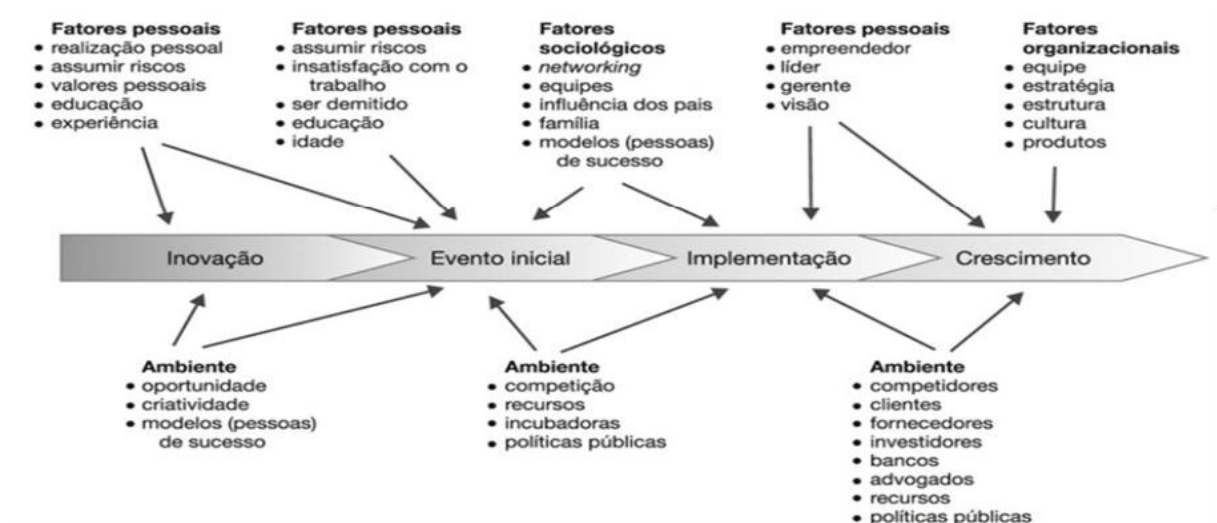 Fatores pessoais
• realização pessoal
• assumir riscos
• valores pessoais
• educação
• experiência
Fatores pessoais
• assumir riscos
• insatisfação com o
trabalho
• ser demitido
• educação
• idade
Fatores
sociológicos
• networking
• equipes
• influência dos pais
• família
• modelos (pessoas)
de sucesso
Fatores pessoais
• empreendedor
• líder
• gerente
• visão
Fatores
organizacionais
• equipe
• estratégia
• estrutura
• cultura
• produtos
Inovação
Evento inicial
Implementação
Crescimento
Ambiente
• oportunidade
• criatividade
• modelos (pessoas)
de sucesso
Ambiente
• competição
• recursos
• incubadoras
• políticas públicas
Ambiente
• competidores
• clientes
• fornecedores
• investidores
• bancos
• advogados
• recursos
• políticas públicas